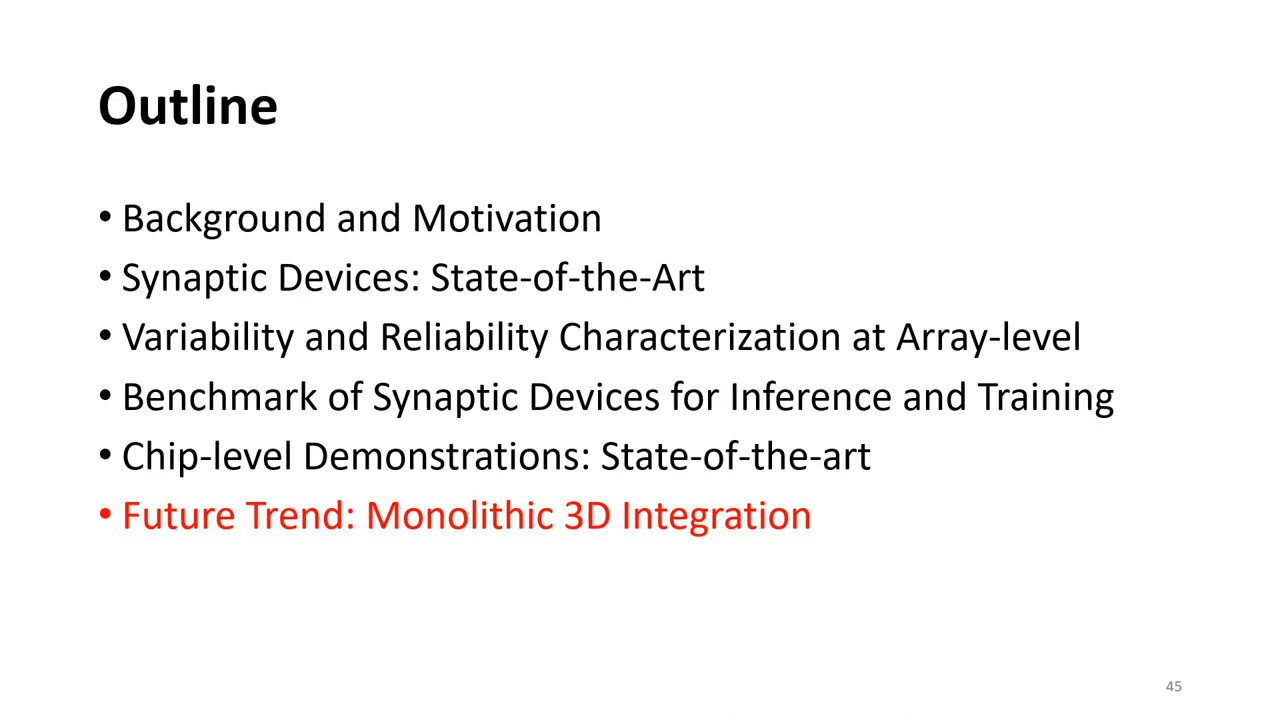 Outline
• Background and Motivation
• Synaptic Devices: State-of-the-Art
• Variability and Reliability Characterization at Array-level
• Benchmark of Synaptic Devices for Inference and Training
• Chip-level Demonstrations: State-of-the-art
• Future Trend: Monolithic 3D Integration
45